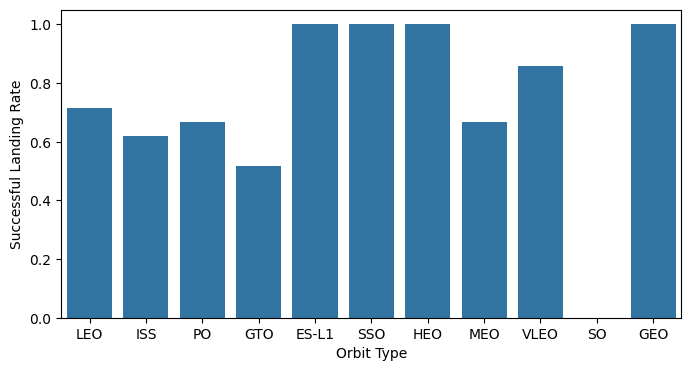 1.0
0.8
0.6
0.4
0.2
0.0
Successful Landing Rate
LEO ISS PO GTO ES-L1 SSO HEO MEO VLEO SO GEO
Orbit Type